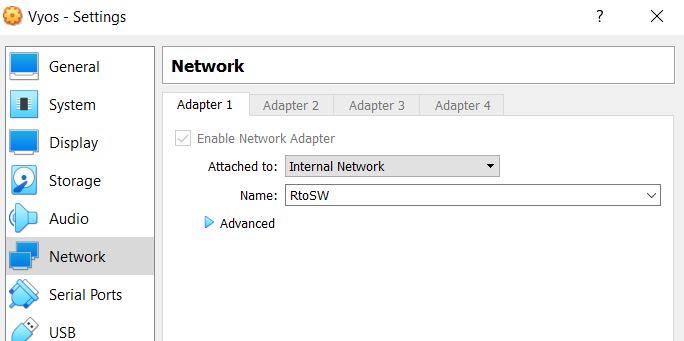 Vyos - Settings
?
General
System
Display
Storage
Audio
Network
Serial Ports
USB
Network
Adapter 1 Adapter 2 Adapter 3 Adapter 4
Enable Network Adapter
Attached to: Internal Network
Name: RtoSW
Advanced